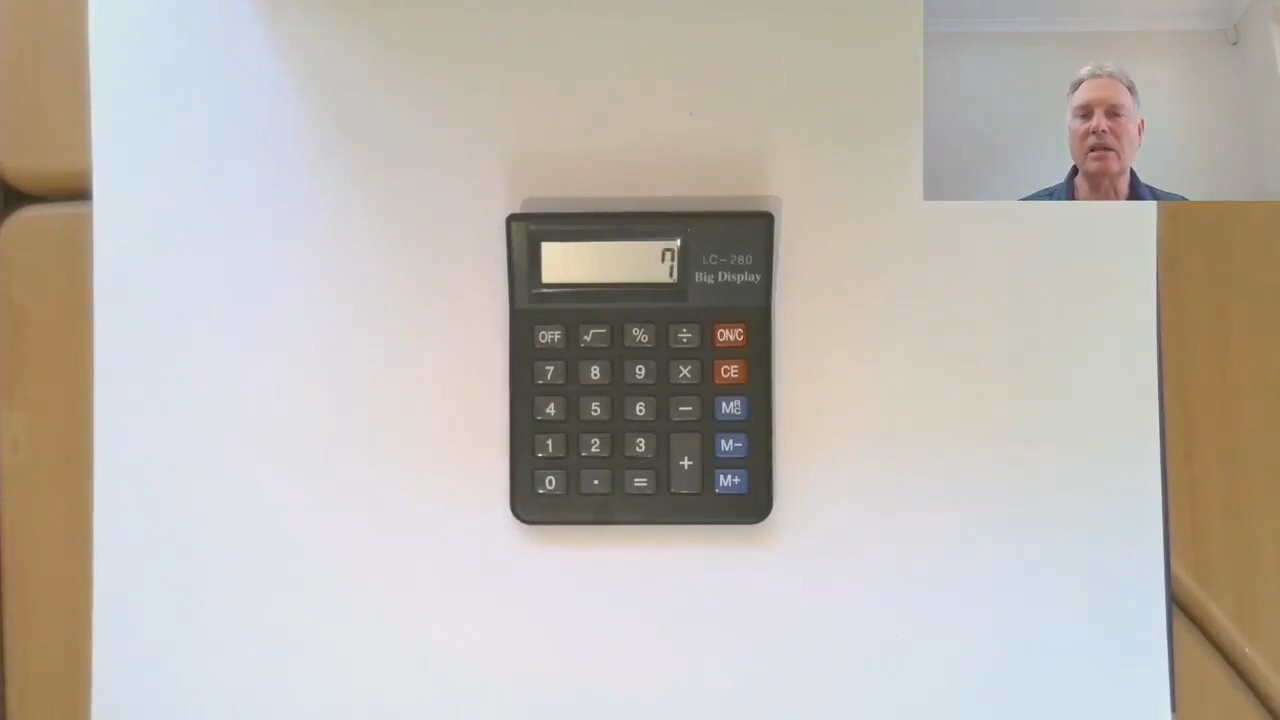 7
LC-280
Big Display
OFF √ % ÷ ON/C
7 8 9 × CE
4 5 6 − MRC
1 2 3 M−
+
0 . = M+